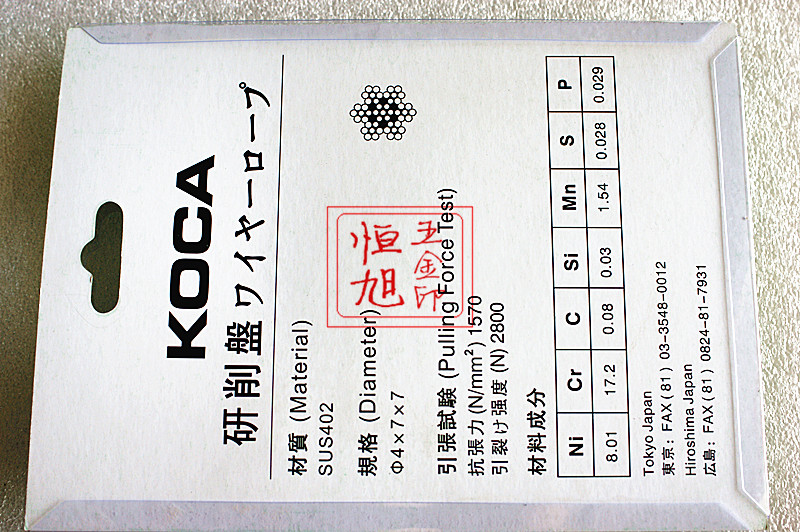 KOCA
研削盤ワイヤーロープ
材質 (Material)
SUS402
規格 (Diameter)
Φ4×7×7
引張試験 (Pulling Force Test)
抗張力 (N/mm²) 1570
引裂け强度 (N) 2800
材料成分
Ni Cr C Si Mn S P
8.01 17.2 0.08 0.03 1.54 0.028 0.029
Tokyo Japan
東京：FAX(81) 03-3548-0012
Hiroshima Japan
広島：FAX(81) 0824-81-7931
恒旭
五金印